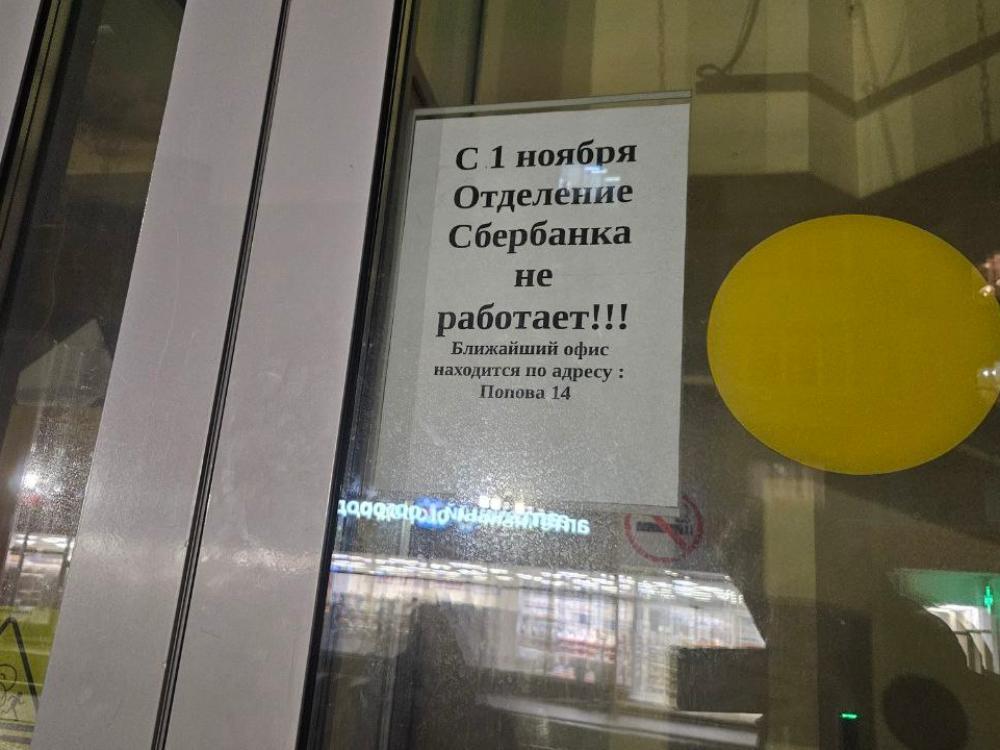 С 1 ноября
Отделение
Сбербанка
не
работает!!!
Ближайший офис
находится по адресу :
Попова 14